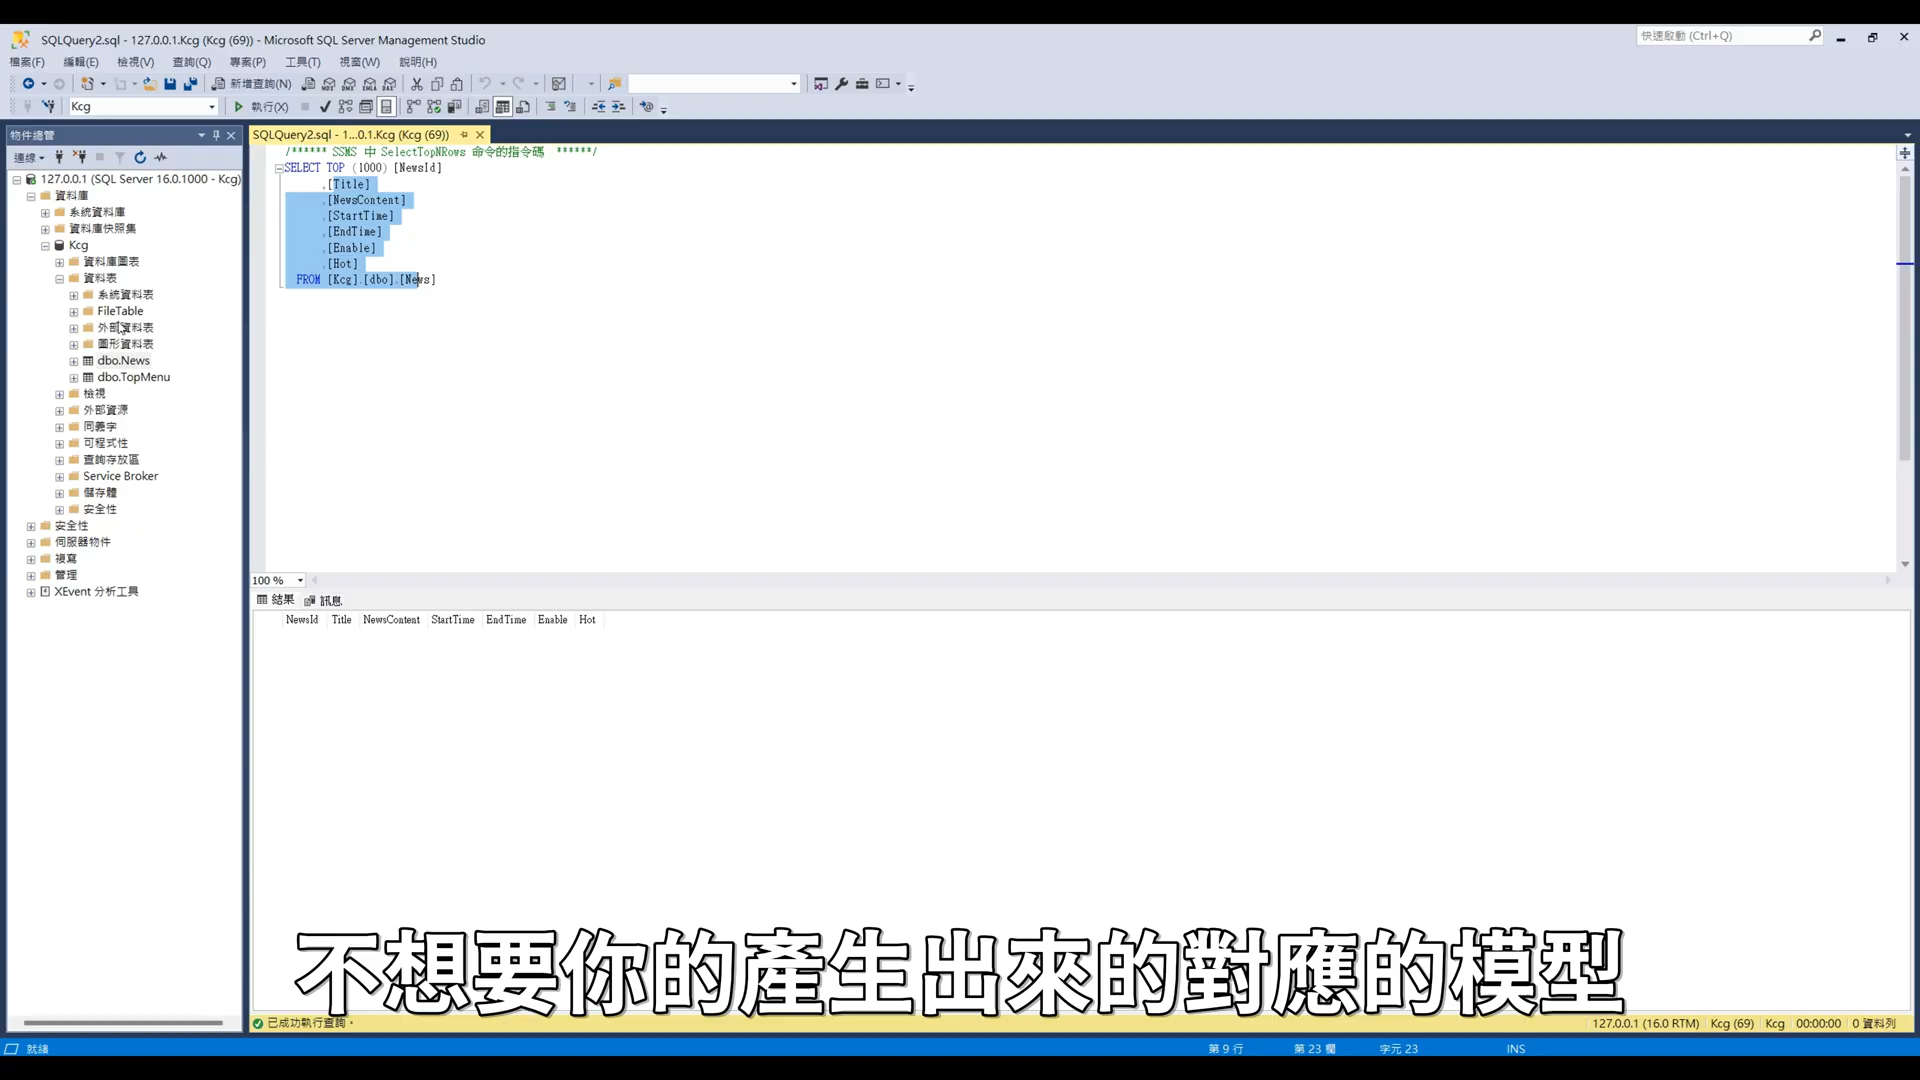 SQLQuery2.sql - 127.0.0.1.Kcg (Kcg (69)) - Microsoft SQL Server Management Studio
快速啟動 (Ctrl+Q)
檔案(F) 編輯(E) 檢視(V) 查詢(Q) 專案(P) 工具(T) 視窗(W) 說明(H)
新增查詢(N)
Kcg 執行(X)
物件總管
SQLQuery2.sql - 1...0.1.Kcg (Kcg (69))
連線
127.0.0.1 (SQL Server 16.0.1000 - Kcg)
資料庫
系統資料庫
資料庫快照集
Kcg
資料庫圖表
資料表
系統資料表
FileTable
外部資料表
圖形資料表
dbo.News
dbo.TopMenu
檢視
外部資源
同義字
可程式性
查詢存放區
Service Broker
儲存體
安全性
安全性
伺服器物件
複寫
管理
XEvent 分析工具
/****** SSMS 中 SelectTopNRows 命令的指令碼 ******/
SELECT TOP (1000) [NewsId]
,[Title]
,[NewsContent]
,[StartTime]
,[EndTime]
,[Enable]
,[Hot]
FROM [Kcg].[dbo].[News]
100 %
結果 訊息
NewsId Title NewsContent StartTime EndTime Enable Hot
不想要你的產生出來的對應的模型
已成功執行查詢。
127.0.0.1 (16.0 RTM) Kcg (69) Kcg 00:00:00 0 資料列
就緒
第 9 行 第 23 欄 字元 23 INS